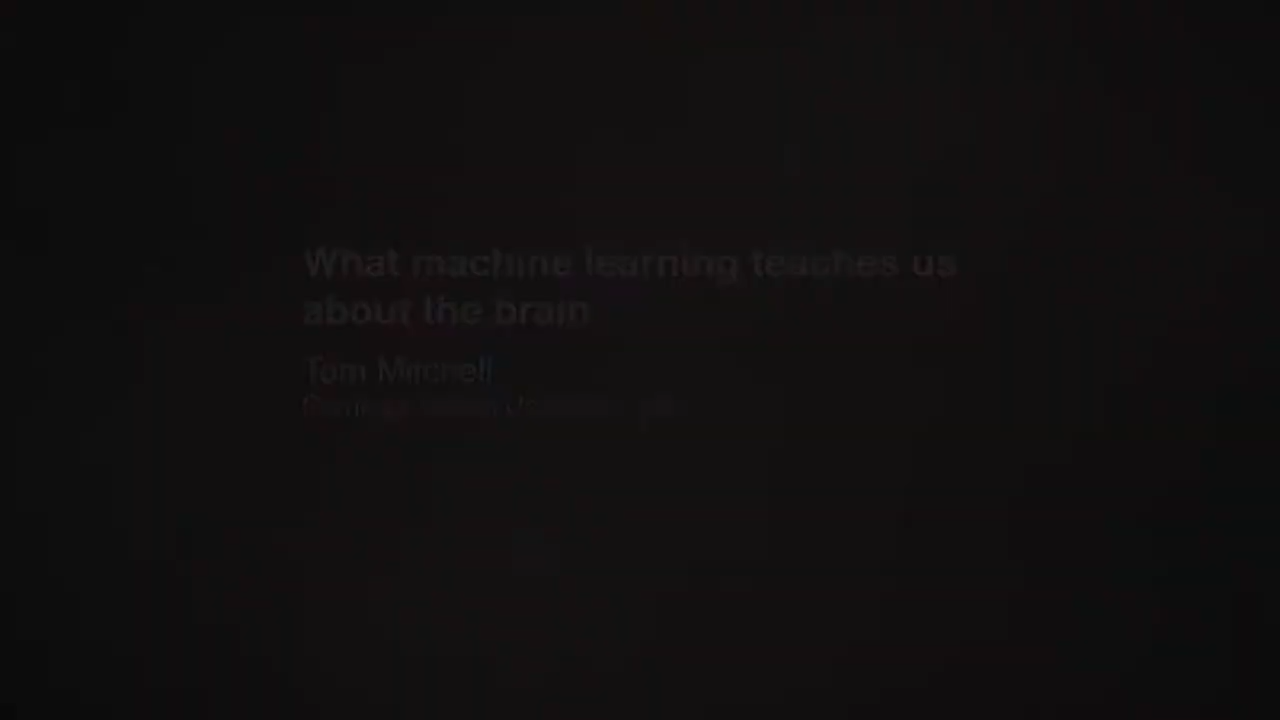 What machine learning teaches us
about the brain
Tom Mitchell